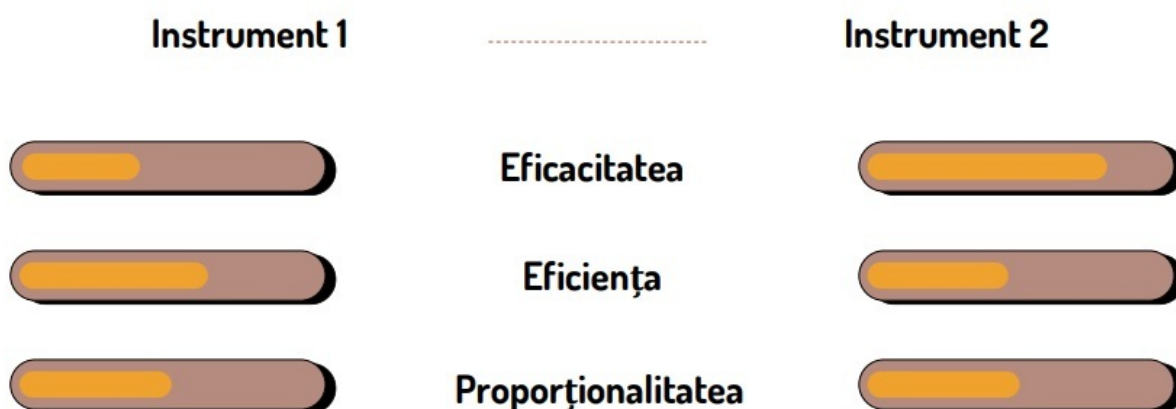 Instrument 1
Instrument 2
Eficacitatea
Eficiența
Proporționalitatea